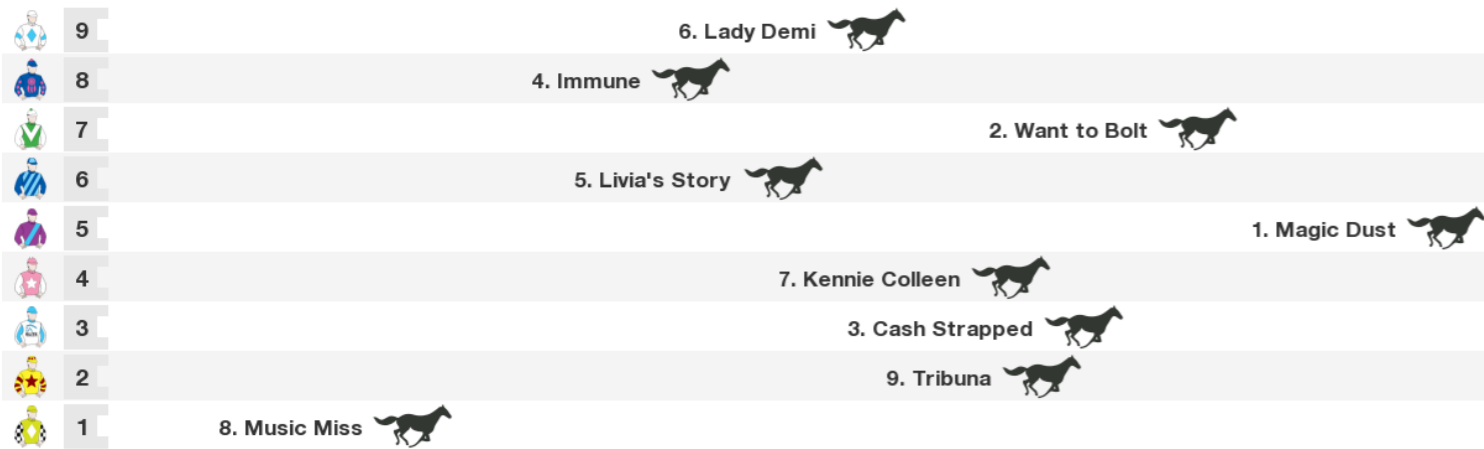 9 6. Lady Demi
8 4. Immune
7 2. Want to Bolt
6 5. Livia's Story
5 1. Magic Dust
4 7. Kennie Colleen
3 3. Cash Strapped
2 9. Tribuna
1 8. Music Miss